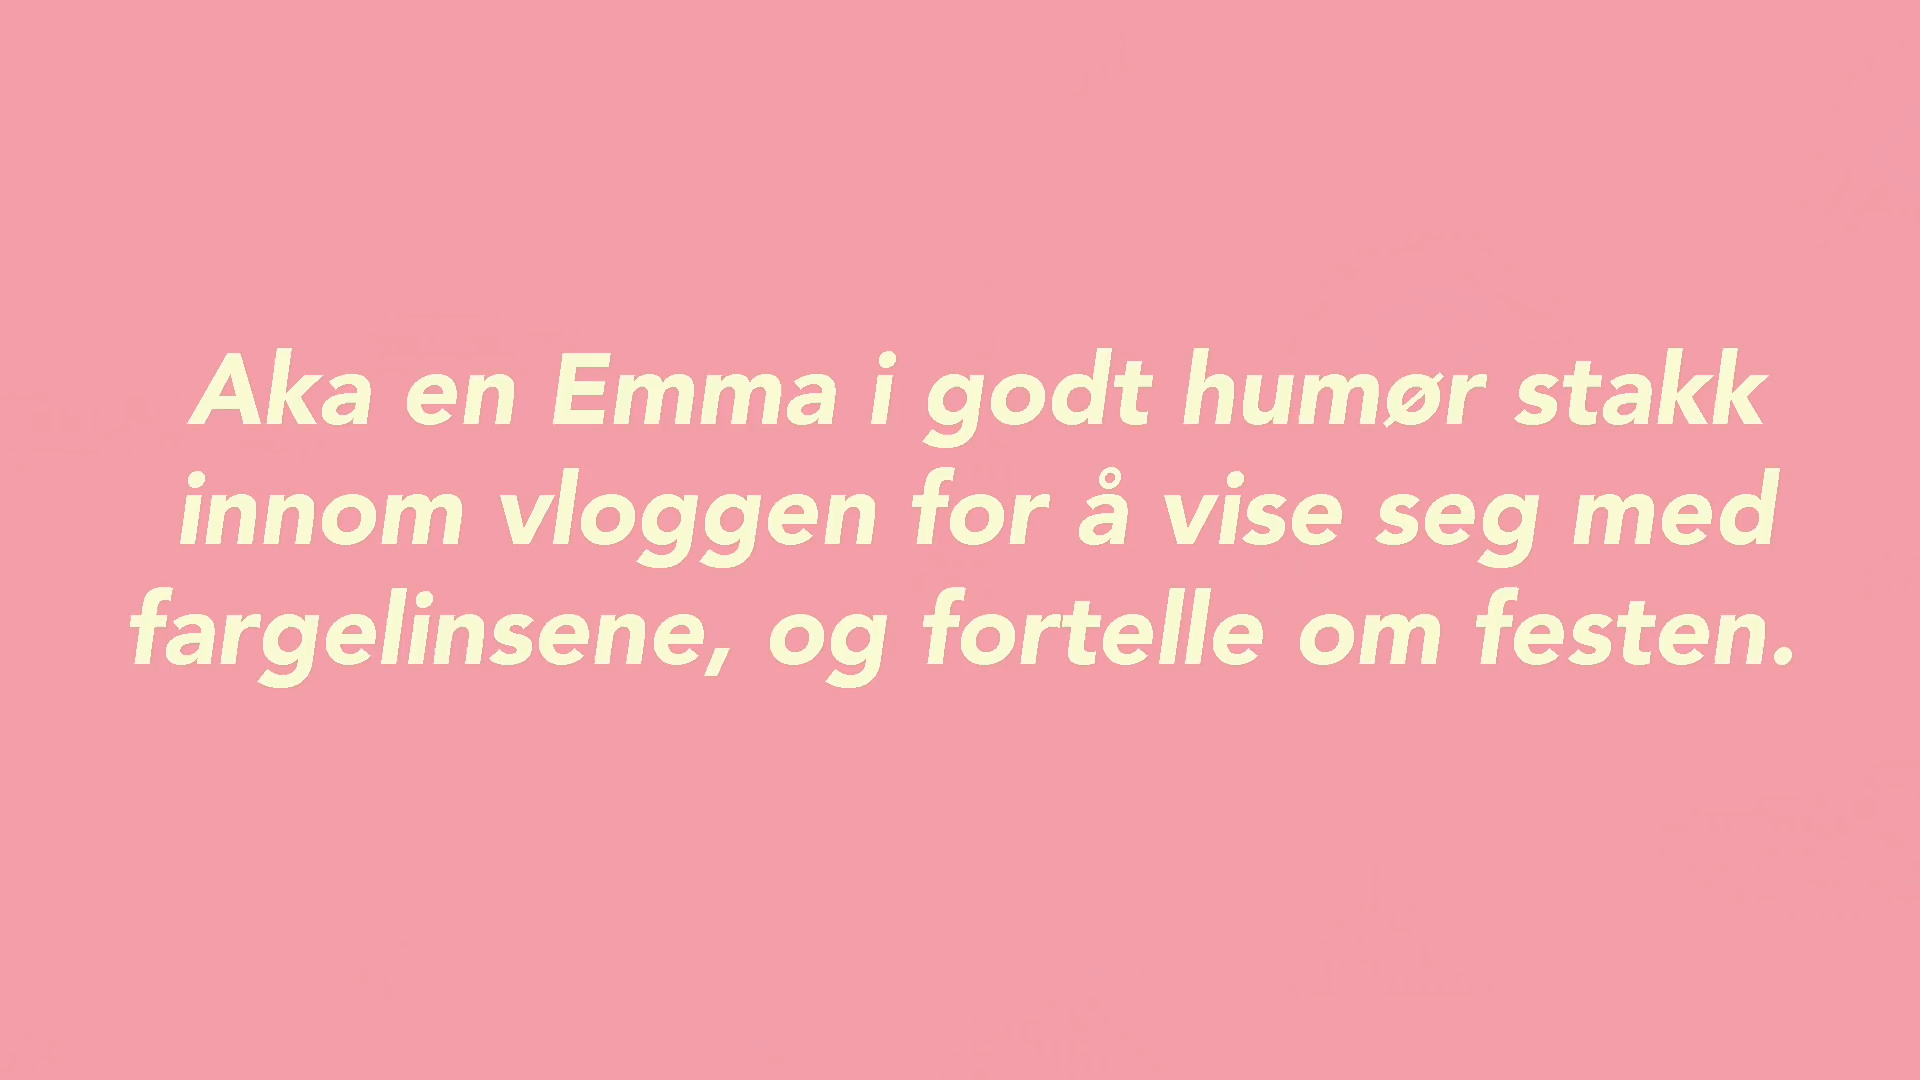 Aka en Emma i godt humør stakk
innom vloggen for å vise seg med
fargelinsene, og fortelle om festen.